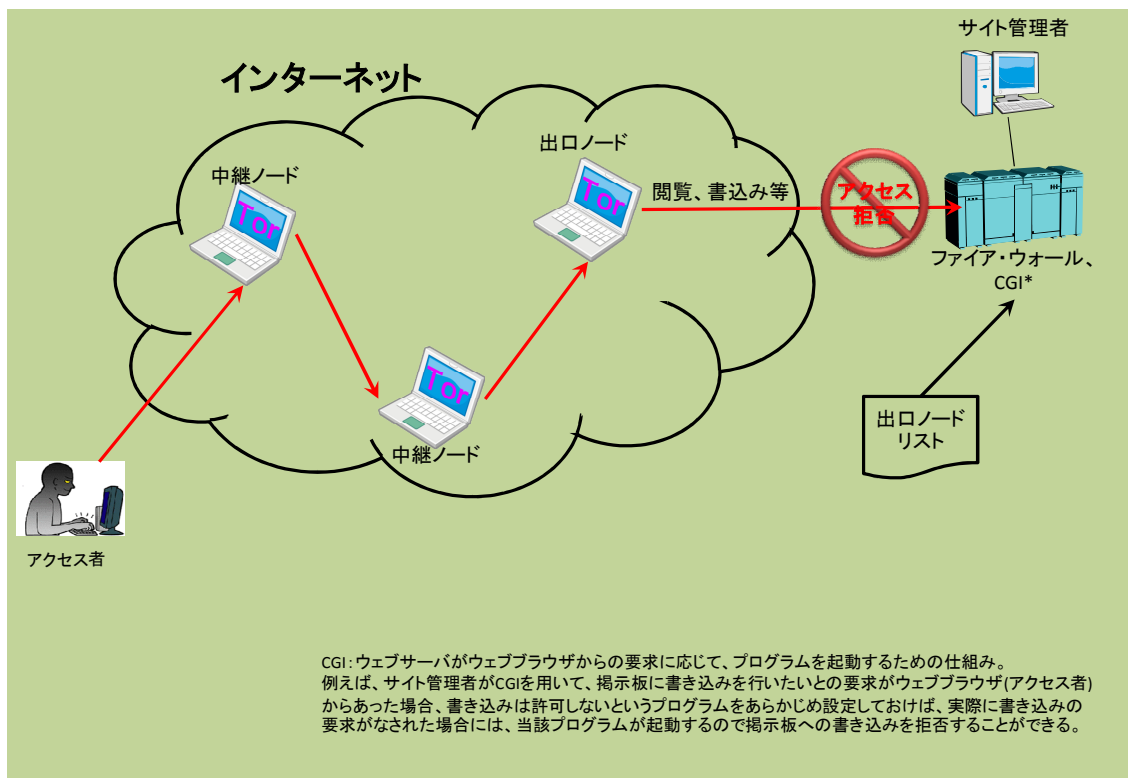 サイト管理者
インターネット
出口ノード
中継ノード
Tor
Tor
閲覧、書込み等
アクセス
拒否
ファイア・ウォール、
CGI*
Tor
中継ノード
出口ノード
リスト
アクセス者
CGI:ウェブサーバがウェブブラウザからの要求に応じて、プログラムを起動するための仕組み。
例えば、サイト管理者がCGIを用いて、掲示板に書き込みを行いたいとの要求がウェブブラウザ(アクセス者)
からあった場合、書き込みは許可しないというプログラムをあらかじめ設定しておけば、実際に書き込みの
要求がなされた場合には、当該プログラムが起動するので掲示板への書き込みを拒否することができる。